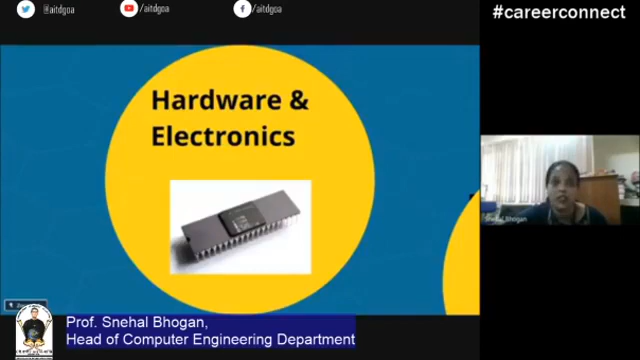 @aitdgoa
/aitdgoa
/aitdgoa
#careerconnect
Hardware &
Electronics
Snehal Bhogan
Prof. Snehal Bhogan,
Head of Computer Engineering Department